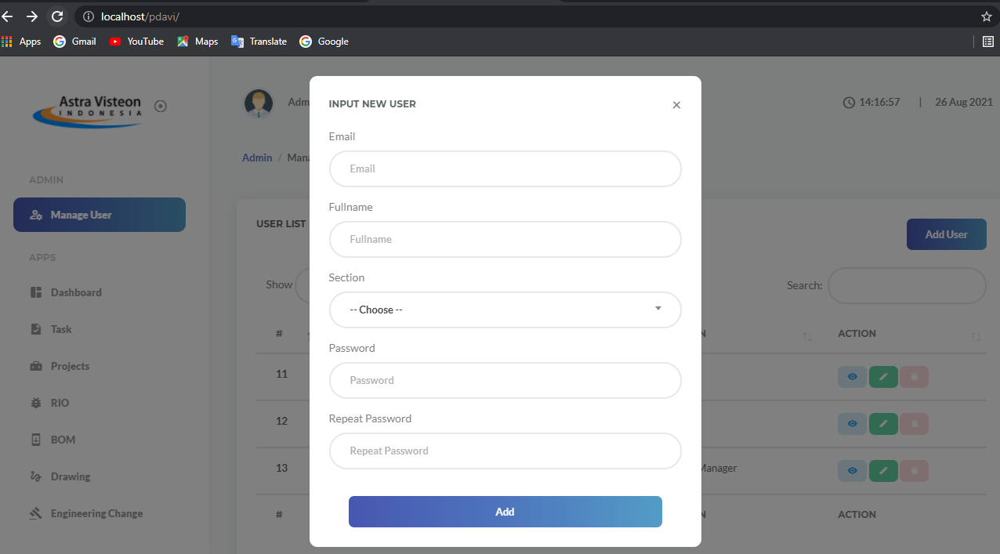 localhost/pdavi/
Apps Gmail YouTube Maps Translate Google
Astra Visteon
INDONESIA
ADMIN
Manage User
APPS
Dashboard
Task
Projects
RIO
BOM
Drawing
Engineering Change
Adm
14:16:57 | 26 Aug 2021
Admin / Mana
USER LIST
Add User
Show
Search:
# N ACTION
11
12
13 Manager
# N ACTION
INPUT NEW USER
×
Email
Email
Fullname
Fullname
Section
-- Choose --
Password
Password
Repeat Password
Repeat Password
Add